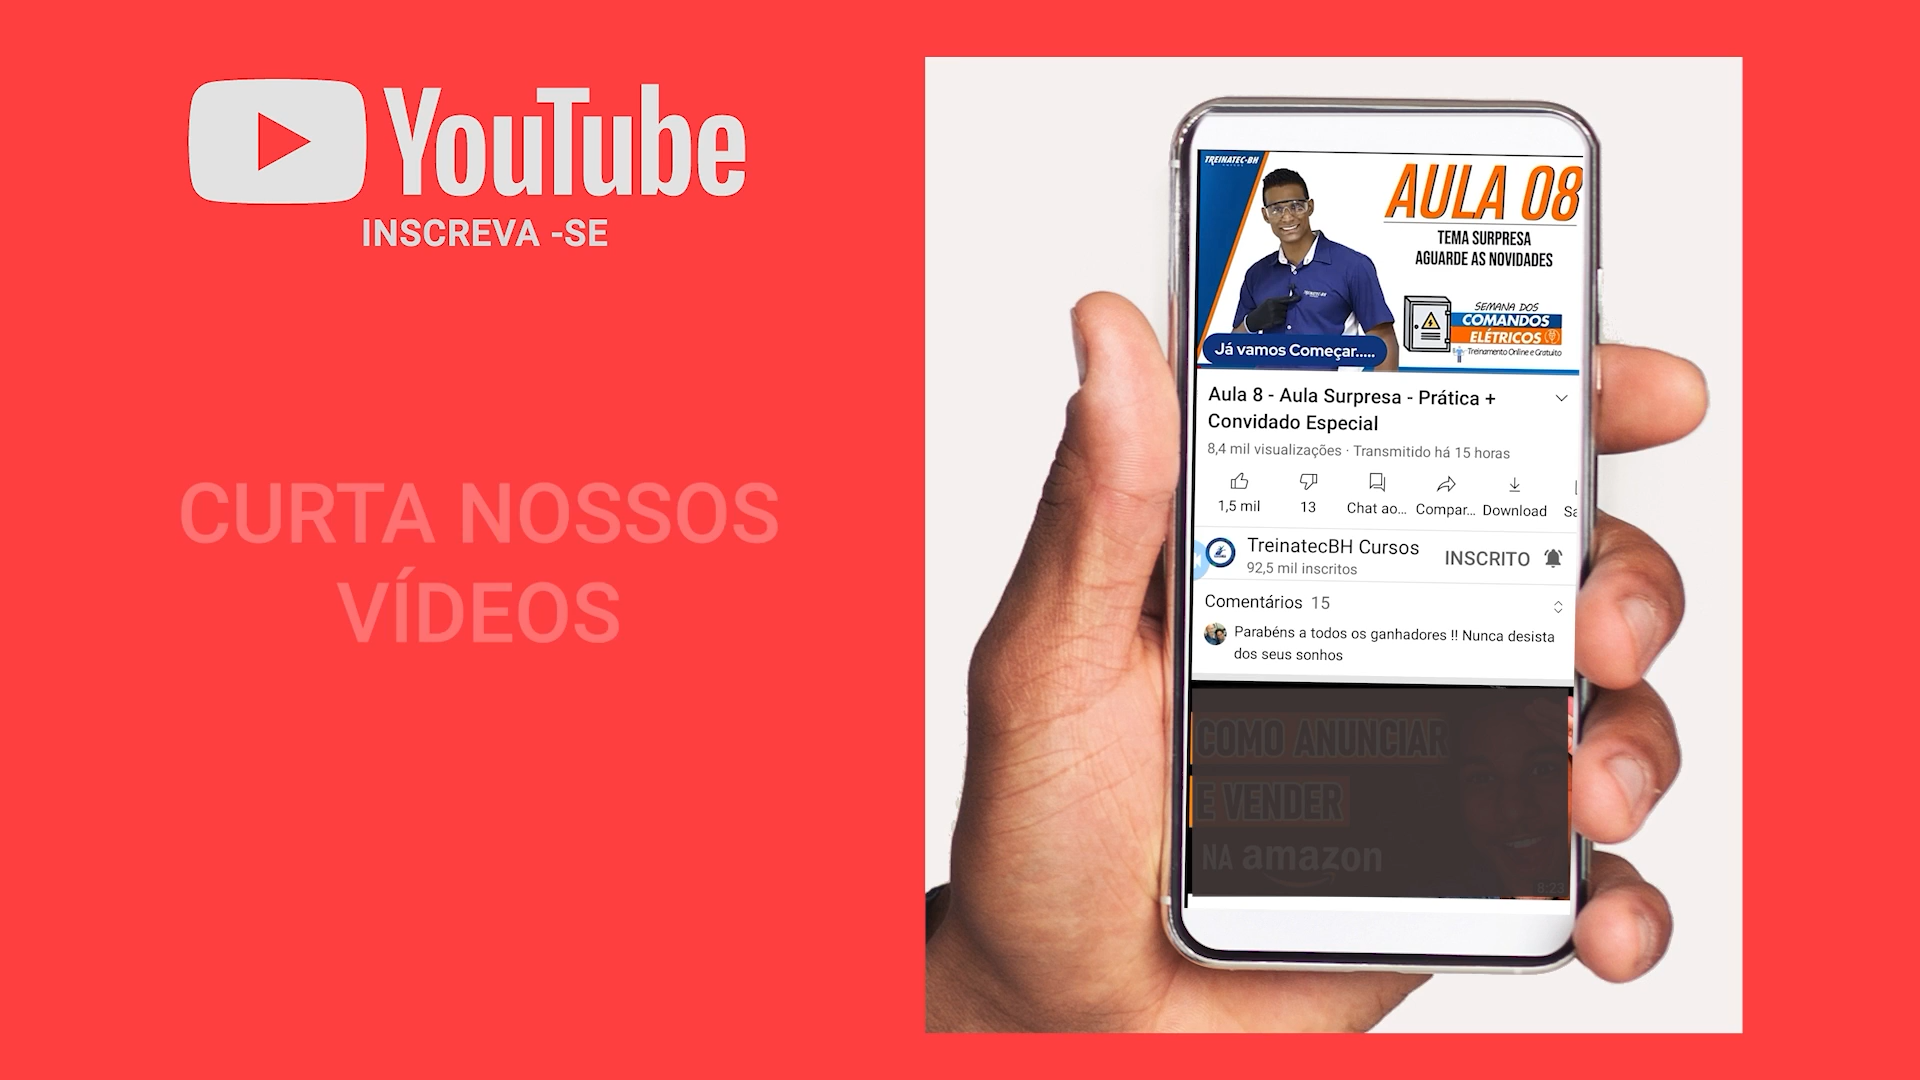 YouTube
INSCREVA -SE
CURTA NOSSOS
VÍDEOS
TREINATEC-BH
AULA 08
TEMA SURPRESA
AGUARDE AS NOVIDADES
SEMANA DOS
COMANDOS
ELÉTRICOS
Treinamento Online e Gratuito
Já vamos Começar.....
Aula 8 - Aula Surpresa - Prática +
Convidado Especial
8,4 mil visualizações · Transmitido há 15 horas
1,5 mil
13
Chat ao...
Compar...
Download
Sa
TreinatecBH Cursos
92,5 mil inscritos
INSCRITO
Comentários 15
Parabéns a todos os ganhadores !! Nunca desista
dos seus sonhos
COMO ANUNCIAR
E VENDER
NA amazon
8:23